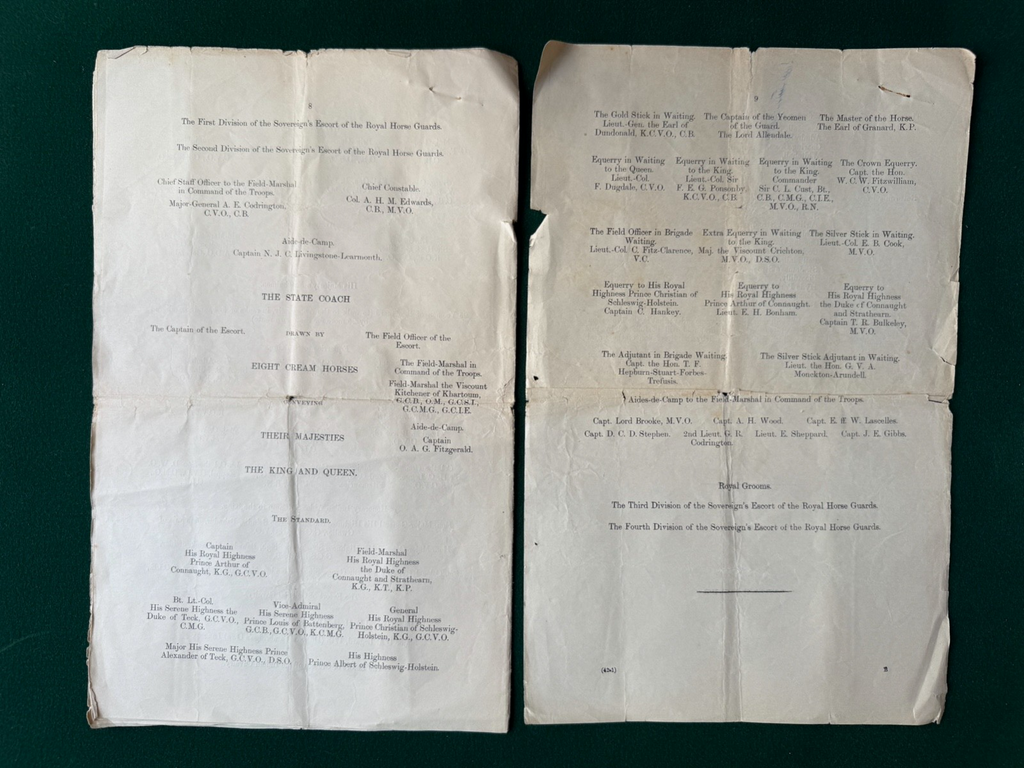 8
The First Division of the Sovereign's Escort of the Royal Horse Guards.
The Second Division of the Sovereign's Escort of the Royal Horse Guards.
Chief Staff Officer to the Field-Marshal
in Command of the Troops.
Major-General A. E. Codrington,
C.V.O., C.B.
Chief Constable.
Col. A. H. M. Edwards,
C.B., M.V.O.
Aide-de-Camp.
Captain N. J. C. Livingstone-Learmonth.
THE STATE COACH
The Captain of the Escort.
DRAWN BY
The Field Officer of the
Escort.
EIGHT CREAM HORSES
The Field-Marshal in
Command of the Troops.
Field-Marshal the Viscount
Kitchener of Khartoum,
G.C.B., O.M., G.C.S.I.,
G.C.M.G., G.C.I.E.
CONVEYING
THEIR MAJESTIES
Aide-de-Camp.
Captain
O. A. G. Fitzgerald.
THE KING AND QUEEN.
THE STANDARD.
Captain
His Royal Highness
Prince Arthur of
Connaught, K.G., G.C.V.O.
Field-Marshal
His Royal Highness
the Duke of
Connaught and Strathearn,
K.G., K.T., K.P.
Bt. Lt.-Col.
His Serene Highness the
Duke of Teck, G.C.V.O.,
C.M.G.
Vice-Admiral
His Serene Highness
Prince Louis of Battenberg,
G.C.B., G.C.V.O., K.C.M.G.
General
His Royal Highness
Prince Christian of Schleswig-
Holstein, K.G., G.C.V.O.
Major His Serene Highness Prince
Alexander of Teck, G.C.V.O., D.S.O.
His Highness
Prince Albert of Schleswig-Holstein.
9
The Gold Stick in Waiting.
Lieut.-Gen. the Earl of
Dundonald, K.C.V.O., C.B.
The Captain of the Yeomen
of the Guard.
The Lord Allendale.
The Master of the Horse.
The Earl of Granard, K.P.
Equerry in Waiting
to the Queen.
Lieut.-Col.
F. Dugdale, C.V.O.
Equerry in Waiting
to the King.
Lieut.-Col. Sir
F. E. G. Ponsonby,
K.C.V.O., C.B.
Equerry in Waiting
to the King.
Commander
Sir C. L. Cust, Bt.,
C.B., C.M.G., C.I.E.,
M.V.O., R.N.
The Crown Equerry.
Capt. the Hon.
W. C. W. Fitzwilliam,
C.V.O.
The Field Officer in Brigade
Waiting.
Lieut.-Col. C. Fitz-Clarence,
V.C.
Extra Equerry in Waiting
to the King.
Maj. the Viscount Crichton,
M.V.O., D.S.O.
The Silver Stick in Waiting.
Lieut.-Col. E. B. Cook,
M.V.O.
Equerry to His Royal
Highness Prince Christian of
Schleswig-Holstein.
Captain C. Hankey.
Equerry to
His Royal Highness
Prince Arthur of Connaught.
Lieut. E. H. Bonham.
Equerry to
His Royal Highness
the Duke of Connaught
and Strathearn.
Captain T. R. Bulkeley,
M.V.O.
The Adjutant in Brigade Waiting.
Capt. the Hon. T. F.
Hepburn-Stuart-Forbes-
Trefusis.
The Silver Stick Adjutant in Waiting.
Lieut. the Hon. G. V. A.
Monckton-Arundell.
Aides-de-Camp to the Field-Marshal in Command of the Troops.
Capt. Lord Brooke, M.V.O. Capt. A. H. Wood. Capt. E. ff W. Lascelles.
Capt. D. C. D. Stephen. 2nd Lieut. G. R. Lieut. E. Sheppard. Capt. J. E. Gibbs.
Codrington.
Royal Grooms.
The Third Division of the Sovereign's Escort of the Royal Horse Guards.
The Fourth Division of the Sovereign's Escort of the Royal Horse Guards.